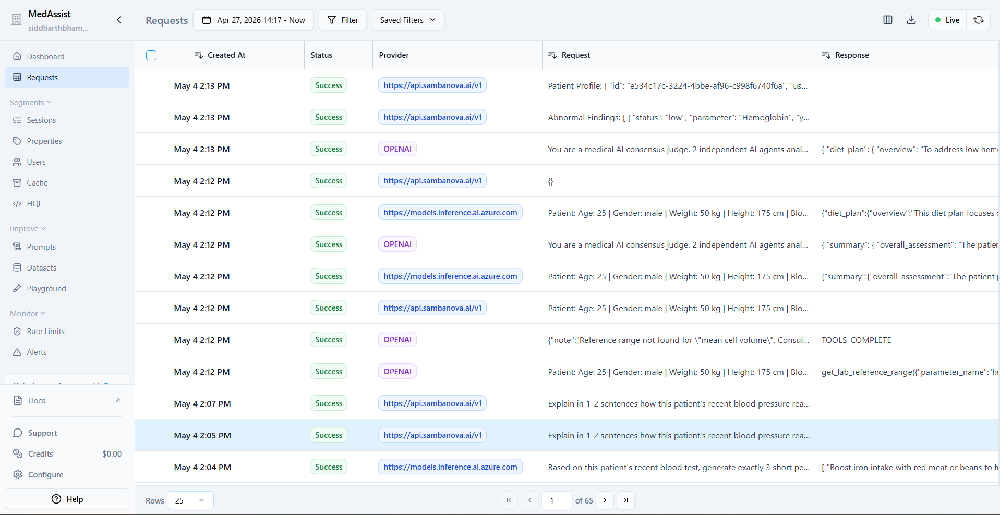 MedAssist
siddharthbham...
Dashboard
Requests
Segments
Sessions
Properties
Users
Cache
HQL
Improve
Prompts
Datasets
Playground
Monitor
Rate Limits
Alerts
Docs
Support
Credits $0.00
Configure
Help
Requests Apr 27, 2026 14:17 - Now Filter Saved Filters Live
Created At Status Provider Request Response
May 4 2:13 PM Success https://api.sambanova.ai/v1 Patient Profile: { "id": "e534c17c-3224-4bbe-af96-c998f6740f6a", "us...
May 4 2:13 PM Success https://api.sambanova.ai/v1 Abnormal Findings: [ { "status": "low", "parameter": "Hemoglobin", "y...
May 4 2:13 PM Success OPENAI You are a medical AI consensus judge. 2 independent AI agents anal... { "diet_plan": { "overview": "To address low hem
May 4 2:12 PM Success https://api.sambanova.ai/v1 {}
May 4 2:12 PM Success https://models.inference.ai.azure.com Patient: Age: 25 | Gender: male | Weight: 50 kg | Height: 175 cm | Blo... {"diet_plan":{"overview":"This diet plan focuses
May 4 2:12 PM Success OPENAI You are a medical AI consensus judge. 2 independent AI agents anal... { "summary": { "overall_assessment": "The patier
May 4 2:12 PM Success https://models.inference.ai.azure.com Patient: Age: 25 | Gender: male | Weight: 50 kg | Height: 175 cm | Blo... {"summary":{"overall_assessment":"The patient
May 4 2:12 PM Success https://api.sambanova.ai/v1 Patient: Age: 25 | Gender: male | Weight: 50 kg | Height: 175 cm | Blo...
May 4 2:12 PM Success OPENAI {"note":"Reference range not found for \"mean cell volume\". Consul... TOOLS_COMPLETE
May 4 2:12 PM Success OPENAI Patient: Age: 25 | Gender: male | Weight: 50 kg | Height: 175 cm | Blo... get_lab_reference_range({"parameter_name":"he
May 4 2:07 PM Success https://api.sambanova.ai/v1 Explain in 1-2 sentences how this patient's recent blood pressure rea...
May 4 2:05 PM Success https://api.sambanova.ai/v1 Explain in 1-2 sentences how this patient's recent blood pressure rea...
May 4 2:04 PM Success https://models.inference.ai.azure.com Based on this patient's recent blood test, generate exactly 3 short pe... [ "Boost iron intake with red meat or beans to h
Rows 25 1 of 65